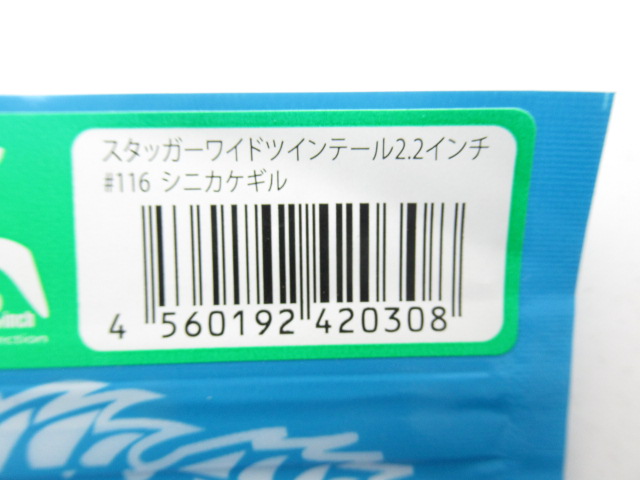 スタッガーワイドツインテール2.2インチ
#116 シニカケギル
4 560192 420308
inch